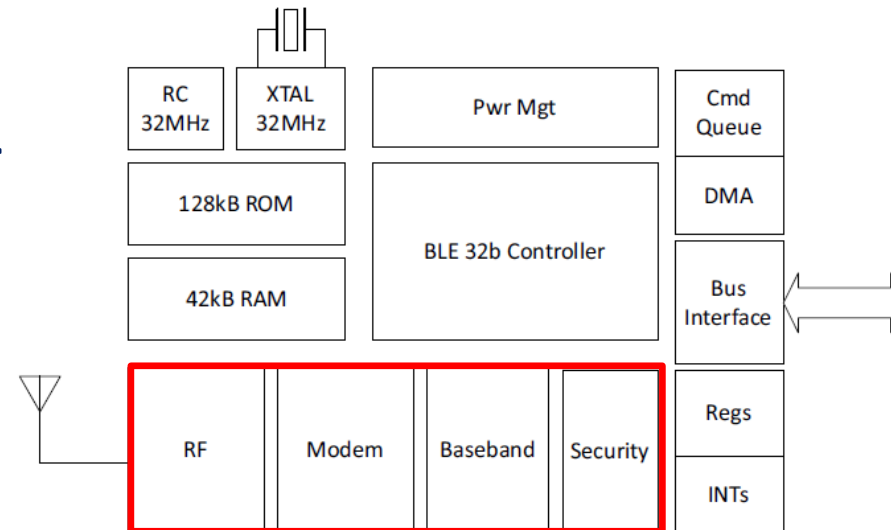 RC
32MHz
XTAL
32MHz
Pwr Mgt
Cmd
Queue
128kB ROM
DMA
BLE 32b Controller
42kB RAM
Bus
Interface
RF
Modem
Baseband
Security
Regs
INTs